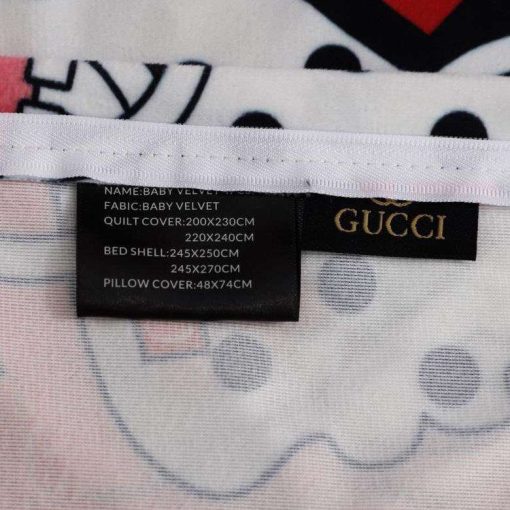 NAME:BABY VELVET
FABIC:BABY VELVET
QUILT COVER:200X230CM
220X240CM
BED SHELL:245X250CM
245X270CM
PILLOW COVER:48X74CM
GUCCI